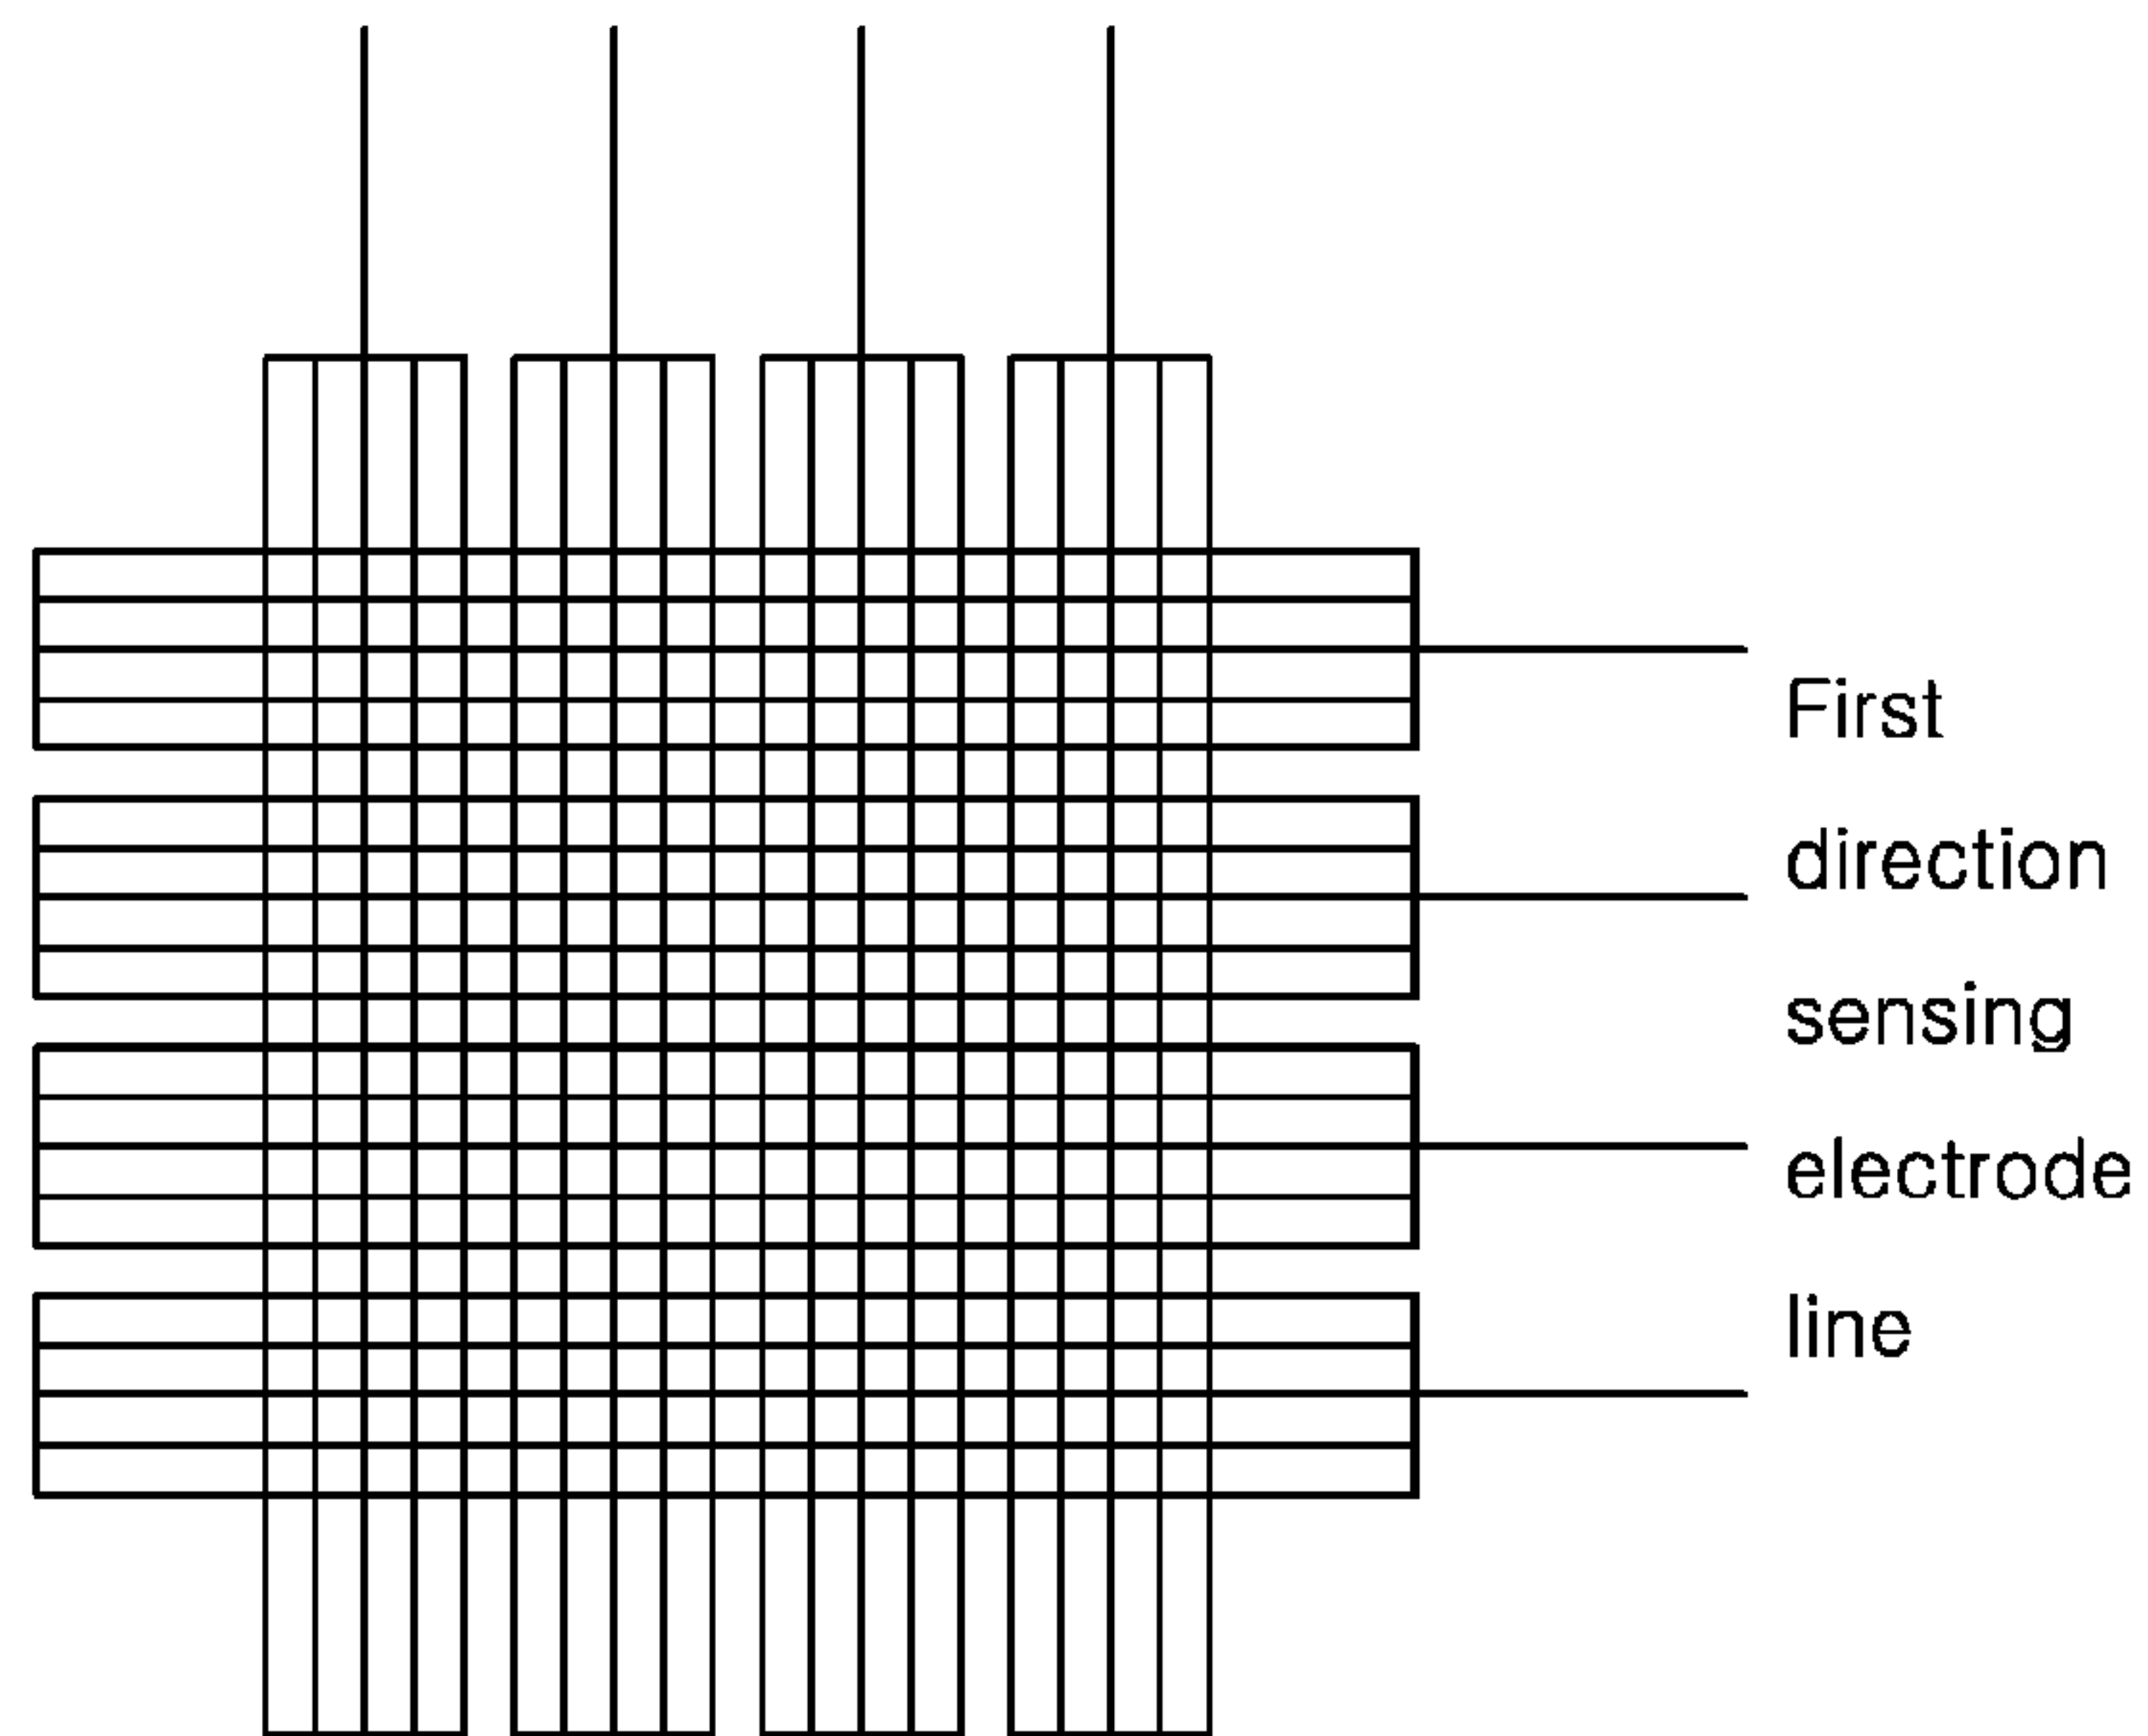 First
direction
sensing
electrode
line